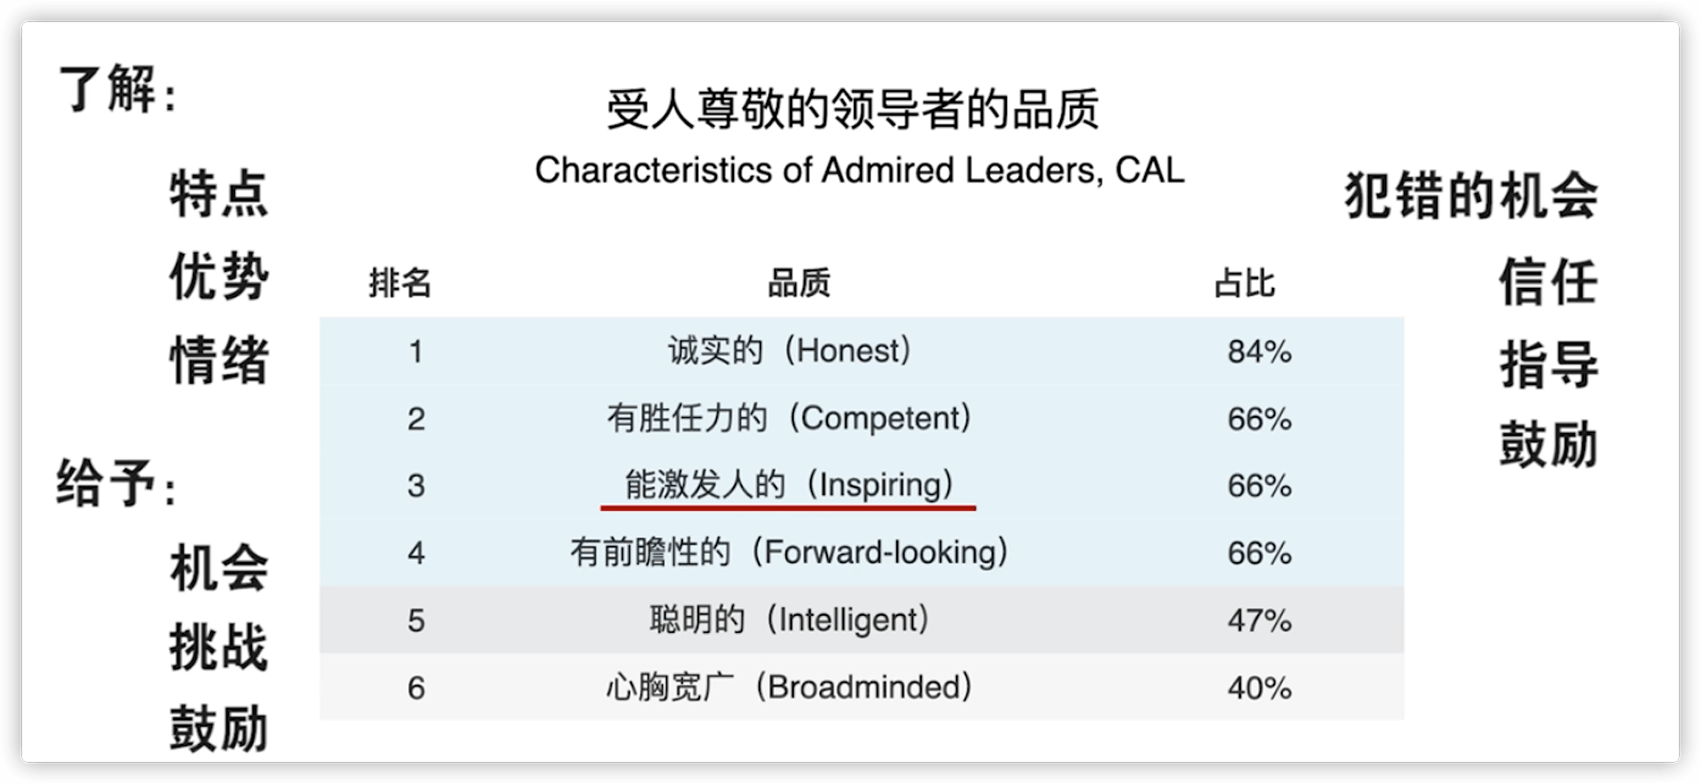 了解：
特点
优势
情绪
给予：
机会
挑战
鼓励
受人尊敬的领导者的品质
Characteristics of Admired Leaders, CAL
排名 品质 占比
1 诚实的（Honest） 84%
2 有胜任力的（Competent） 66%
3 能激发人的（Inspiring） 66%
4 有前瞻性的（Forward-looking） 66%
5 聪明的（Intelligent） 47%
6 心胸宽广（Broadminded） 40%
犯错的机会
信任
指导
鼓励